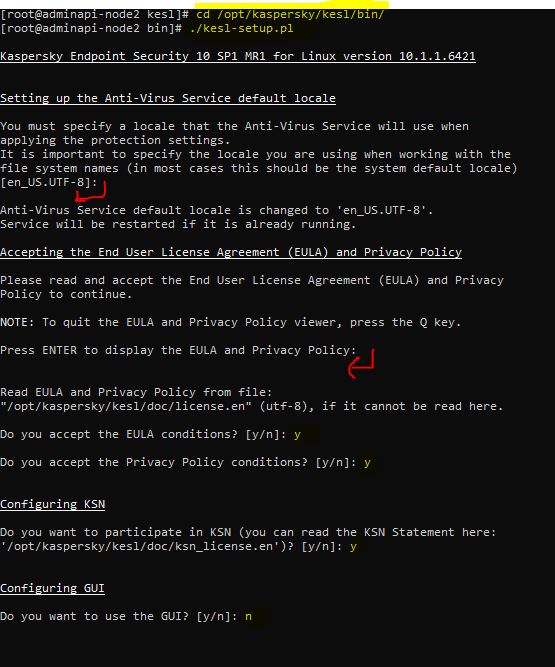 [root@adminapi-node2 kesl]# cd /opt/kaspersky/kesl/bin/
[root@adminapi-node2 bin]# ./kesl-setup.pl
Kaspersky Endpoint Security 10 SP1 MR1 for Linux version 10.1.1.6421
Setting up the Anti-Virus Service default locale
You must specify a locale that the Anti-Virus Service will use when
applying the protection settings.
It is important to specify the locale you are using when working with the
file system names (in most cases this should be the system default locale)
[en_US.UTF-8]:
Anti-Virus Service default locale is changed to 'en_US.UTF-8'.
Service will be restarted if it is already running.
Accepting the End User License Agreement (EULA) and Privacy Policy
Please read and accept the End User License Agreement (EULA) and Privacy
Policy to continue.
NOTE: To quit the EULA and Privacy Policy viewer, press the Q key.
Press ENTER to display the EULA and Privacy Policy:
Read EULA and Privacy Policy from file:
"/opt/kaspersky/kesl/doc/license.en" (utf-8), if it cannot be read here.
Do you accept the EULA conditions? [y/n]: y
Do you accept the Privacy Policy conditions? [y/n]: y
Configuring KSN
Do you want to participate in KSN (you can read the KSN Statement here:
'/opt/kaspersky/kesl/doc/ksn_license.en')? [y/n]: y
Configuring GUI
Do you want to use the GUI? [y/n]: n